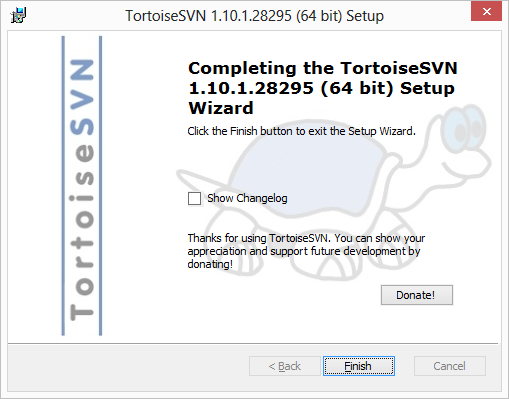 TortoiseSVN 1.10.1.28295 (64 bit) Setup
TortoiseSVN
Completing the TortoiseSVN
1.10.1.28295 (64 bit) Setup
Wizard
Click the Finish button to exit the Setup Wizard.
Show Changelog
Thanks for using TortoiseSVN. You can show your
appreciation and support future development by
donating!
Donate!
< Back
Finish
Cancel